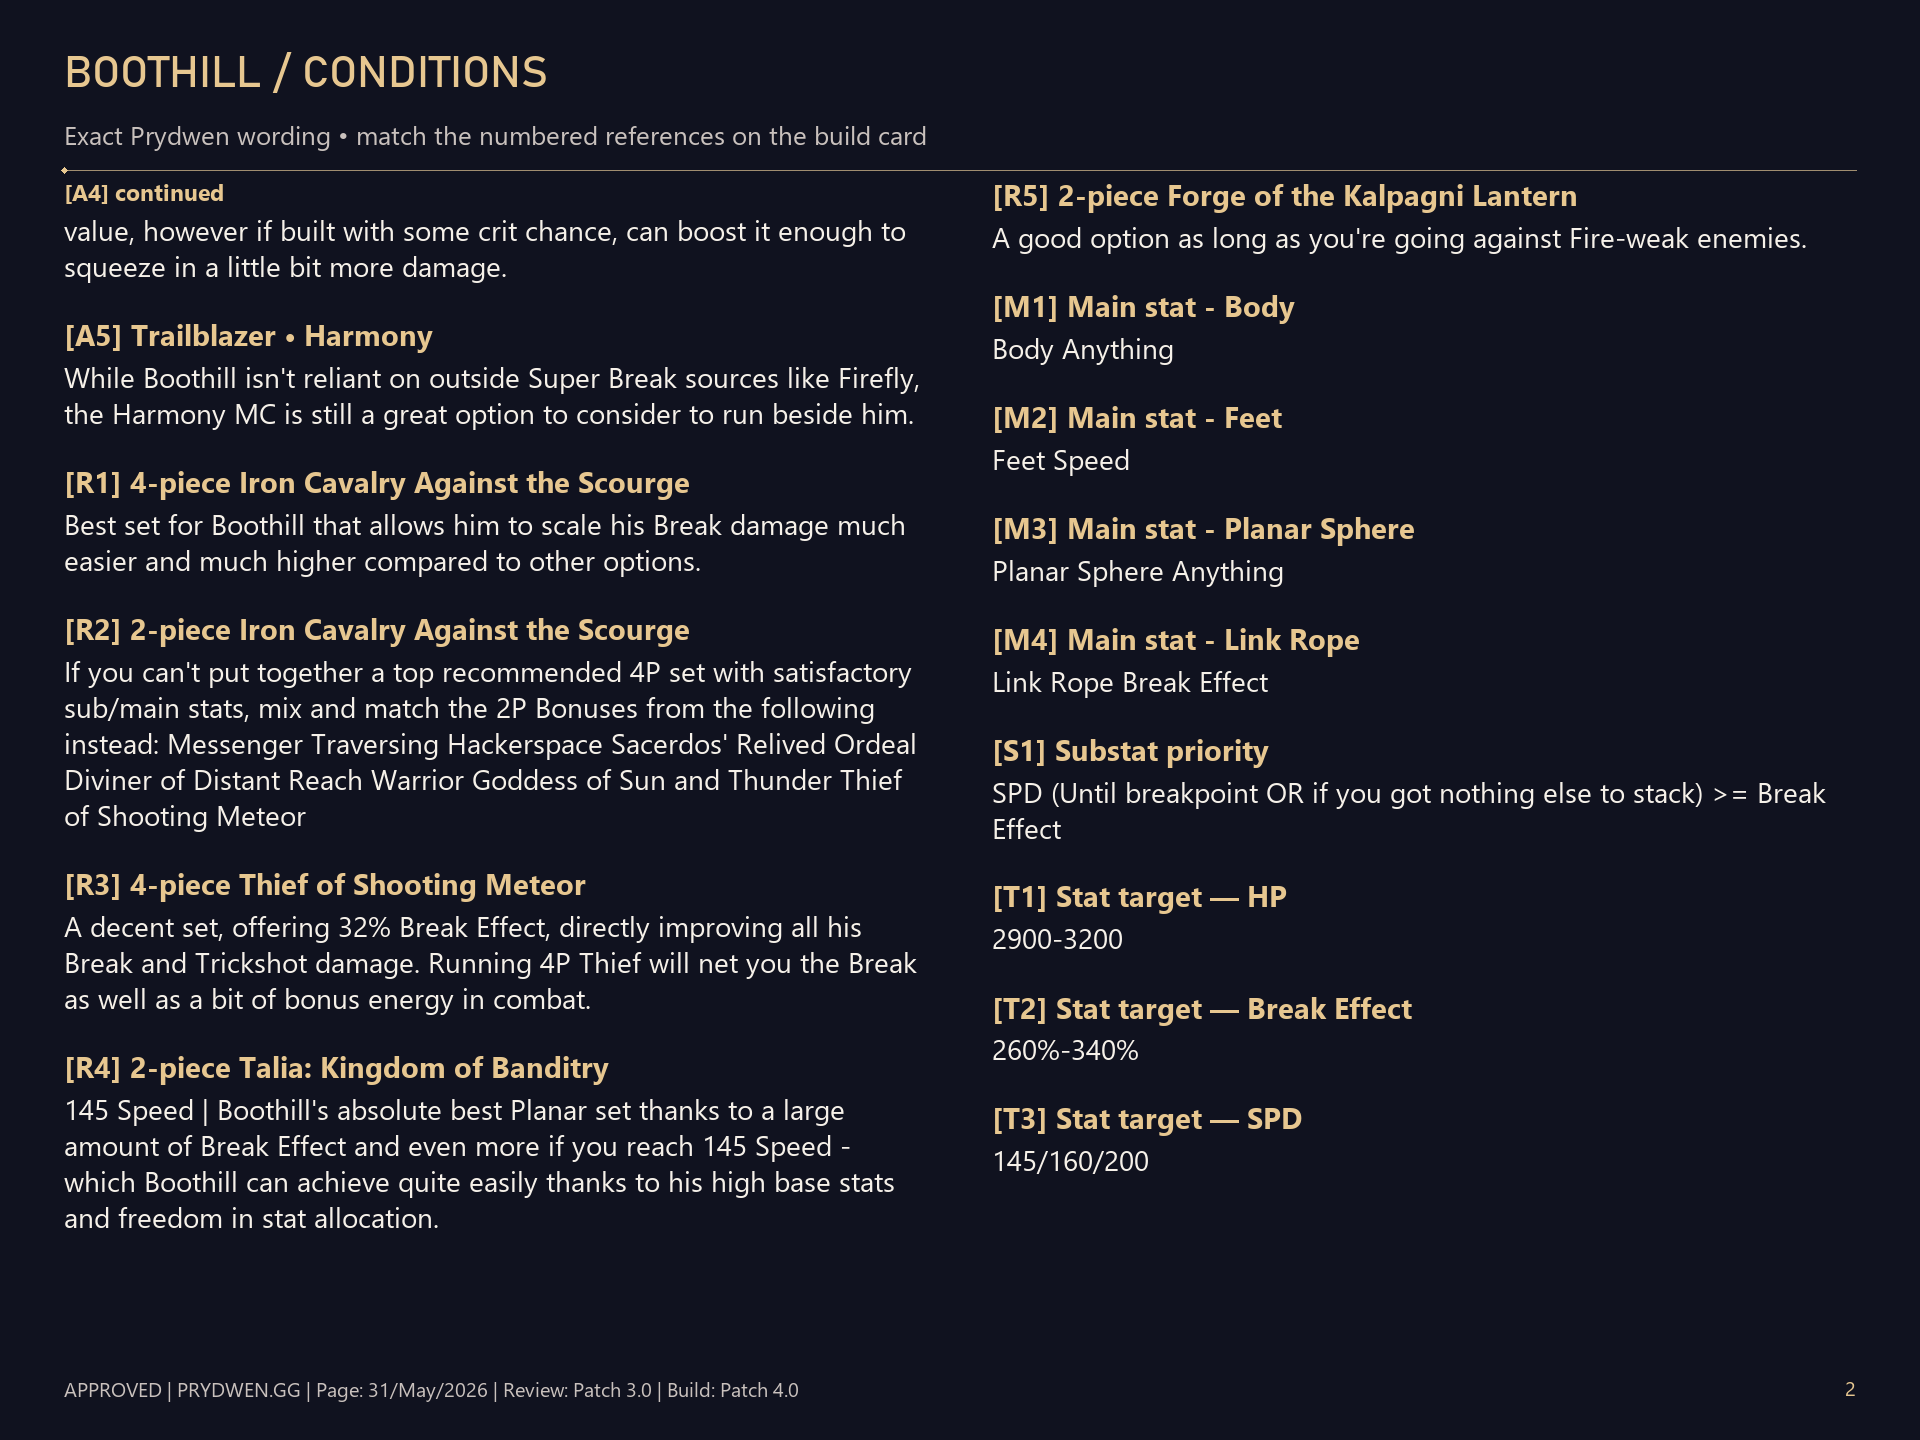 BOOTHILL / CONDITIONS
Exact Prydwen wording • match the numbered references on the build card
[A4] continued
value, however if built with some crit chance, can boost it enough to
squeeze in a little bit more damage.
[A5] Trailblazer • Harmony
While Boothill isn't reliant on outside Super Break sources like Firefly,
the Harmony MC is still a great option to consider to run beside him.
[R1] 4-piece Iron Cavalry Against the Scourge
Best set for Boothill that allows him to scale his Break damage much
easier and much higher compared to other options.
[R2] 2-piece Iron Cavalry Against the Scourge
If you can't put together a top recommended 4P set with satisfactory
sub/main stats, mix and match the 2P Bonuses from the following
instead: Messenger Traversing Hackerspace Sacerdos' Relived Ordeal
Diviner of Distant Reach Warrior Goddess of Sun and Thunder Thief
of Shooting Meteor
[R3] 4-piece Thief of Shooting Meteor
A decent set, offering 32% Break Effect, directly improving all his
Break and Trickshot damage. Running 4P Thief will net you the Break
as well as a bit of bonus energy in combat.
[R4] 2-piece Talia: Kingdom of Banditry
145 Speed | Boothill's absolute best Planar set thanks to a large
amount of Break Effect and even more if you reach 145 Speed -
which Boothill can achieve quite easily thanks to his high base stats
and freedom in stat allocation.
[R5] 2-piece Forge of the Kalpagni Lantern
A good option as long as you're going against Fire-weak enemies.
[M1] Main stat - Body
Body Anything
[M2] Main stat - Feet
Feet Speed
[M3] Main stat - Planar Sphere
Planar Sphere Anything
[M4] Main stat - Link Rope
Link Rope Break Effect
[S1] Substat priority
SPD (Until breakpoint OR if you got nothing else to stack) >= Break
Effect
[T1] Stat target — HP
2900-3200
[T2] Stat target — Break Effect
260%-340%
[T3] Stat target — SPD
145/160/200
APPROVED | PRYDWEN.GG | Page: 31/May/2026 | Review: Patch 3.0 | Build: Patch 4.0
2